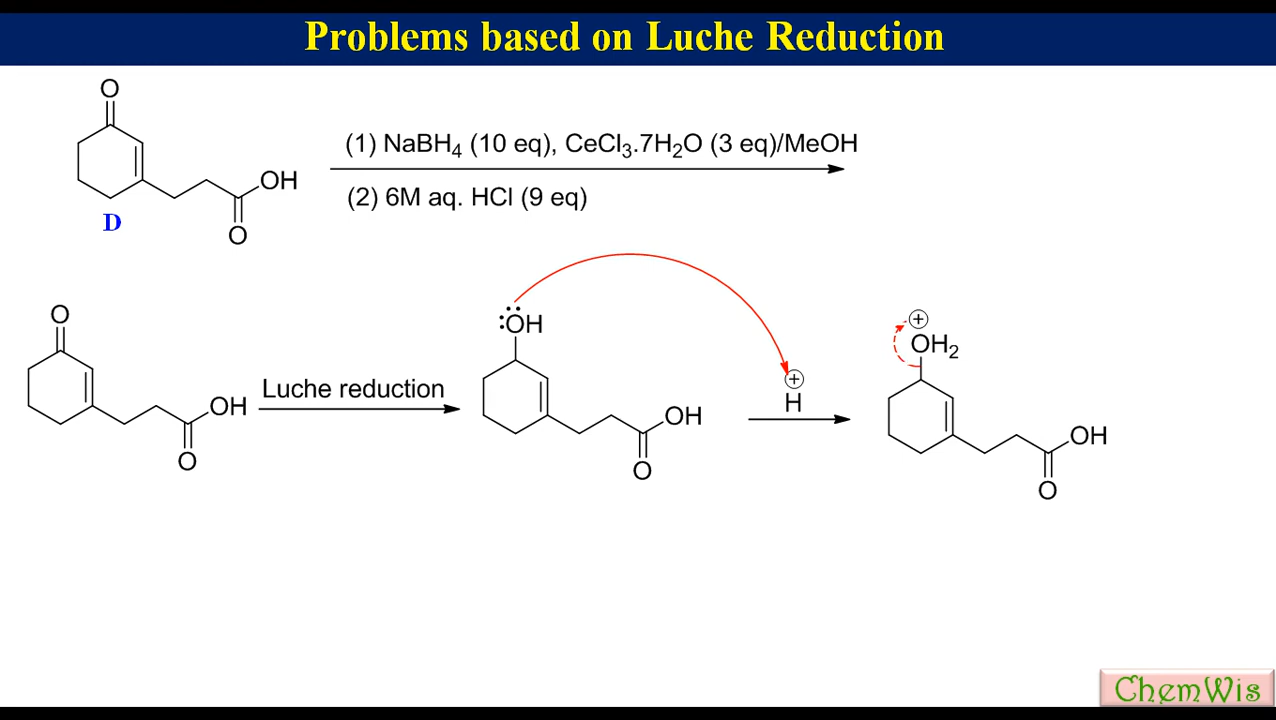 Problems based on Luche Reduction
O
(1) NaBH₄ (10 eq), CeCl₃.7H₂O (3 eq)/MeOH
OH
(2) 6M aq. HCl (9 eq)
D
O
O
:ÖH
⊕
OH₂
Luche reduction
⊕
H
OH
OH
OH
O
O
O
ChemWis